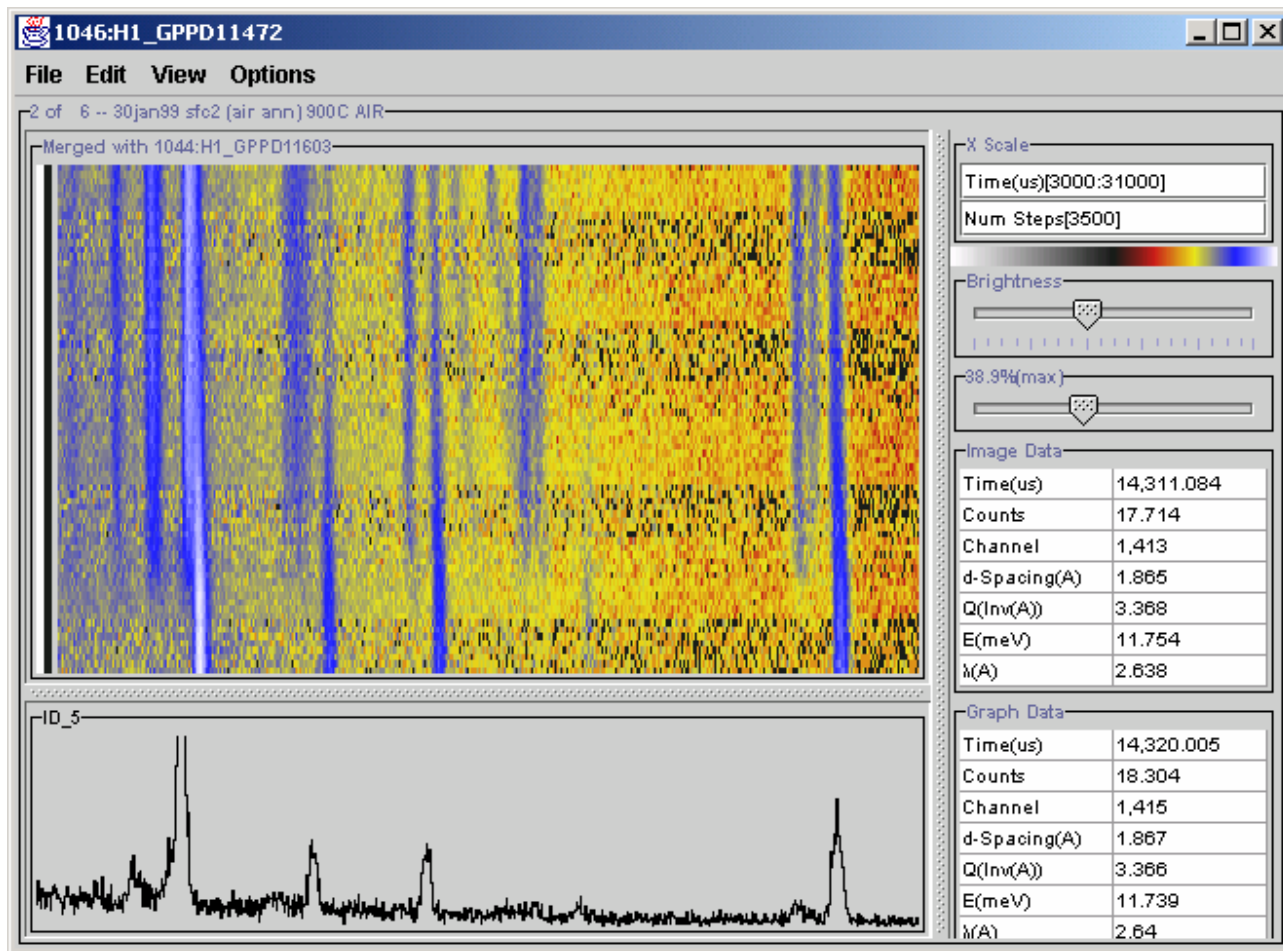 1046:H1_GPPD11472
File Edit View Options
2 of 6 -- 30jan99 sfc2 (air ann) 900C AIR
Merged with 1044:H1_GPPD11603
X Scale
Time(us)[3000:31000]
Num Steps[3500]
Brightness
38.9%(max)
Image Data
Time(us) 14,311.084
Counts 17.714
Channel 1,413
d-Spacing(A) 1.865
Q(Inv(A)) 3.368
E(meV) 11.754
λ(A) 2.638
ID_5
Graph Data
Time(us) 14,320.005
Counts 18.304
Channel 1,415
d-Spacing(A) 1.867
Q(Inv(A)) 3.366
E(meV) 11.739
λ(A) 2.64